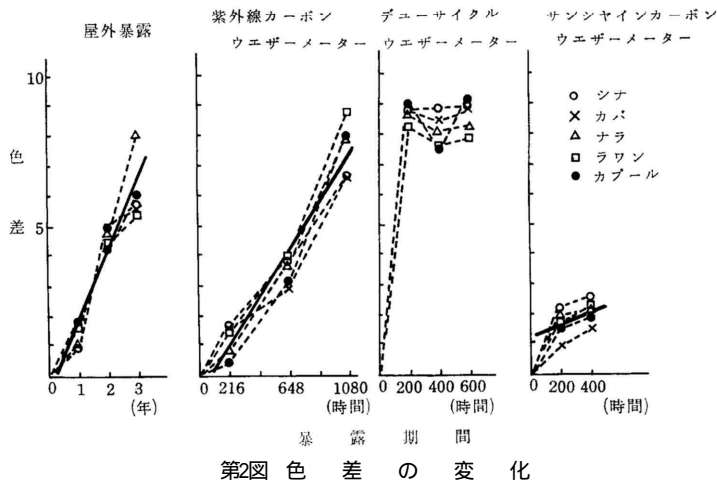 屋外暴露
紫外線カーボン
ウエザーメーター
デューサイクル
ウエザーメーター
サンシヤインカーボン
ウエザーメーター
10
色
差
5
0
1 2 3
(年)
0 216 648 1080
(時間)
0 200 400 600
(時間)
0 200 400
(時間)
シナ
カバ
ナラ
ラワン
カプール
暴露期間
第2図 色差の変化